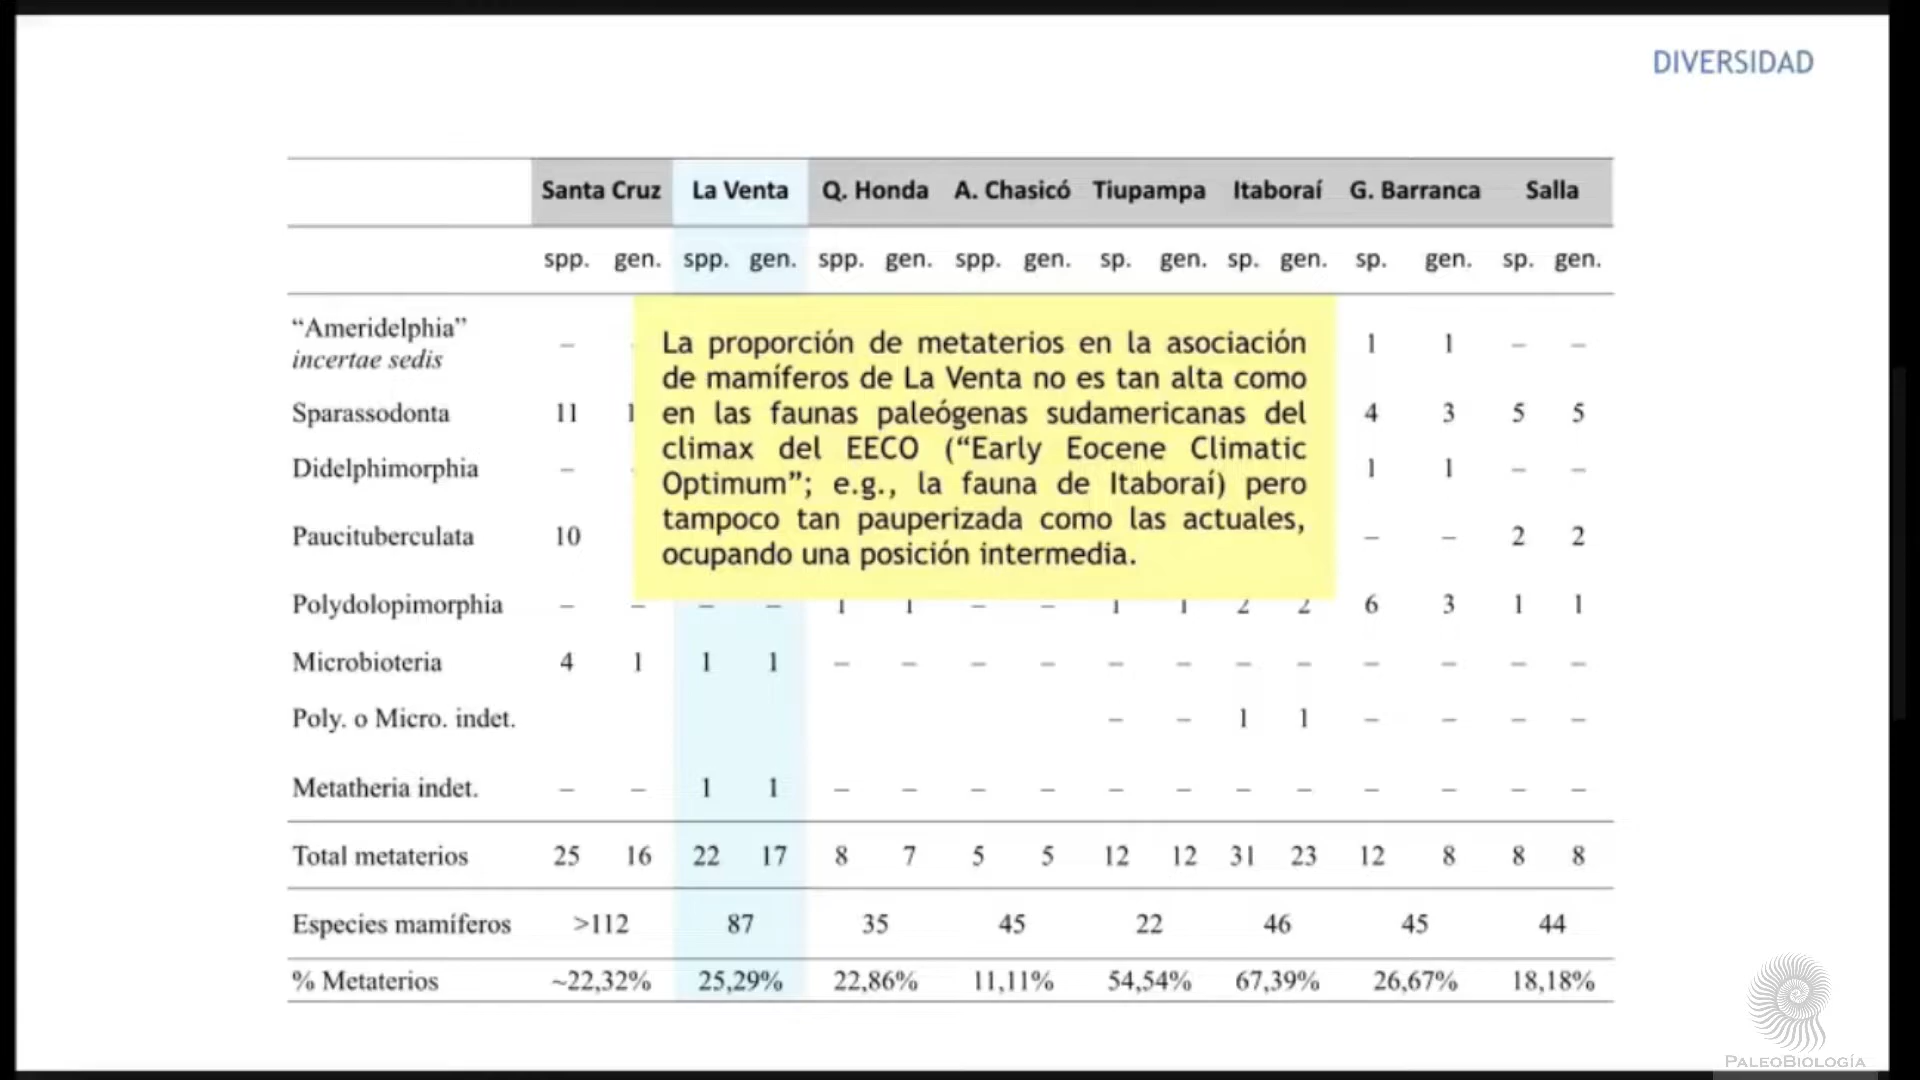 DIVERSIDAD
Santa Cruz La Venta Q. Honda A. Chasicó Tiupampa Itaboraí G. Barranca Salla
spp. gen. spp. gen. spp. gen. spp. gen. sp. gen. sp. gen. sp. gen. sp. gen.
“Ameridelphia”
incertae sedis
– 1 1 – –
Sparassodonta 11 1 4 3 5 5
Didelphimorphia – 1 1 – –
Paucituberculata 10 – – 2 2
La proporción de metaterios en la asociación
de mamíferos de La Venta no es tan alta como
en las faunas paleógenas sudamericanas del
climax del EECO (“Early Eocene Climatic
Optimum”; e.g., la fauna de Itaboraí) pero
tampoco tan pauperizada como las actuales,
ocupando una posición intermedia.
Polydolopimorphia – – – – 1 1 – – 1 1 2 2 6 3 1 1
Microbioteria 4 1 1 1 – – – – – – – – – – – –
Poly. o Micro. indet. – – 1 1 – – – –
Metatheria indet. – – 1 1 – – – – – – – – – – – –
Total metaterios 25 16 22 17 8 7 5 5 12 12 31 23 12 8 8 8
Especies mamíferos >112 87 35 45 22 46 45 44
% Metaterios ~22,32% 25,29% 22,86% 11,11% 54,54% 67,39% 26,67% 18,18%
PALEOBIOLOGÍA